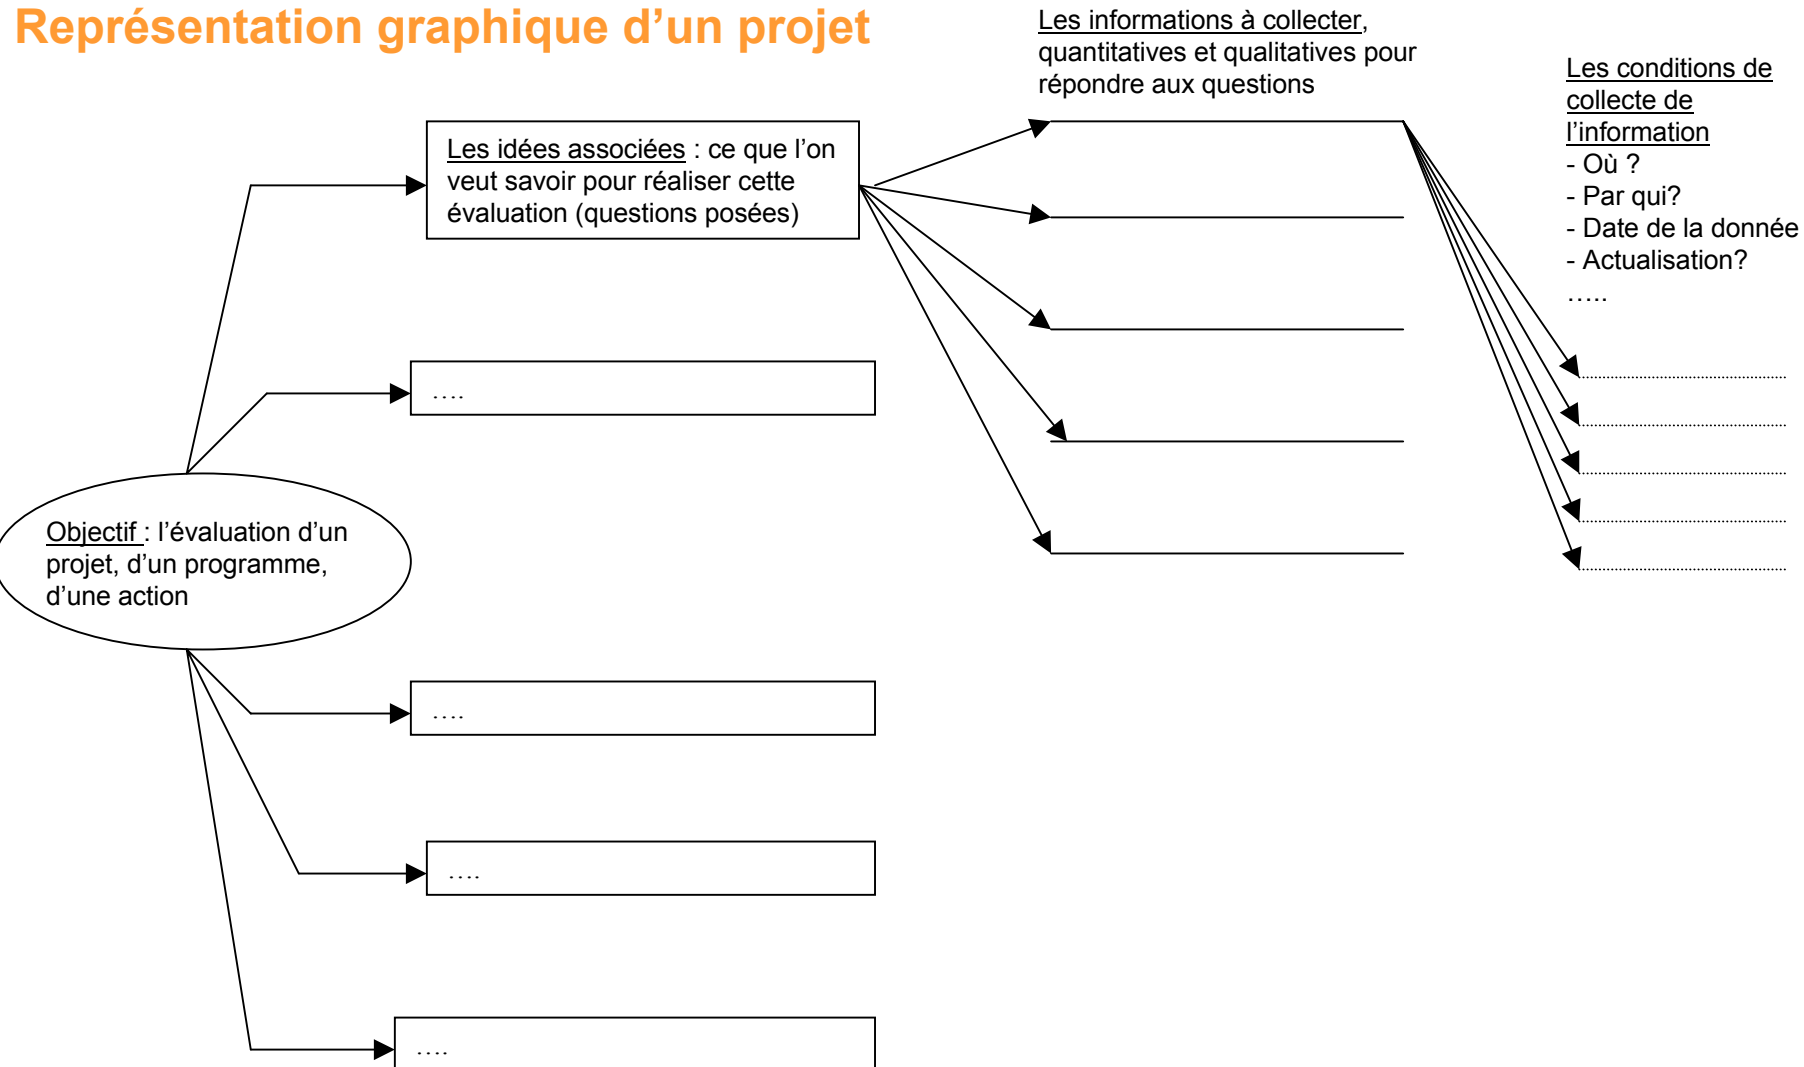 Représentation graphique d’un projet
Les informations à collecter,
quantitatives et qualitatives pour
répondre aux questions
Les conditions de
collecte de
l’information
- Où ?
- Par qui?
- Date de la donnée
- Actualisation?
…..
Les idées associées : ce que l’on
veut savoir pour réaliser cette
évaluation (questions posées)
….
Objectif : l’évaluation d’un
projet, d’un programme,
d’une action
….
….
….